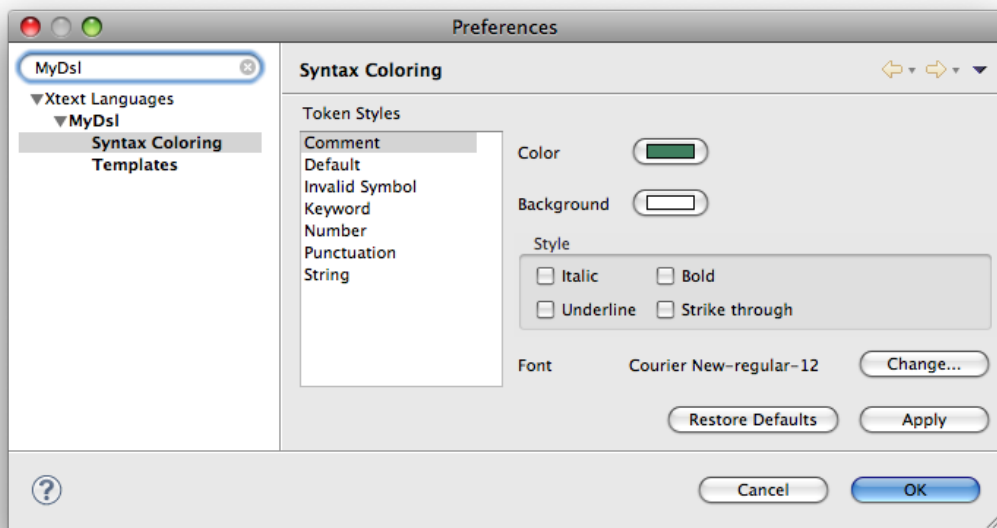 Preferences
MyDsl
Xtext Languages
MyDsl
Syntax Coloring
Templates
Syntax Coloring
Token Styles
Comment
Default
Invalid Symbol
Keyword
Number
Punctuation
String
Color
Background
Style
Italic
Bold
Underline
Strike through
Font
Courier New-regular-12
Change...
Restore Defaults
Apply
?
Cancel
OK